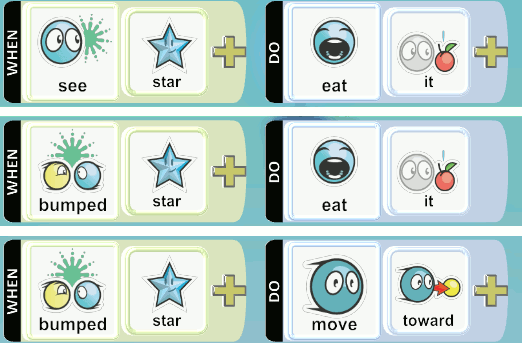 WHEN see star DO eat it
WHEN bumped star DO eat it
WHEN bumped star DO move toward